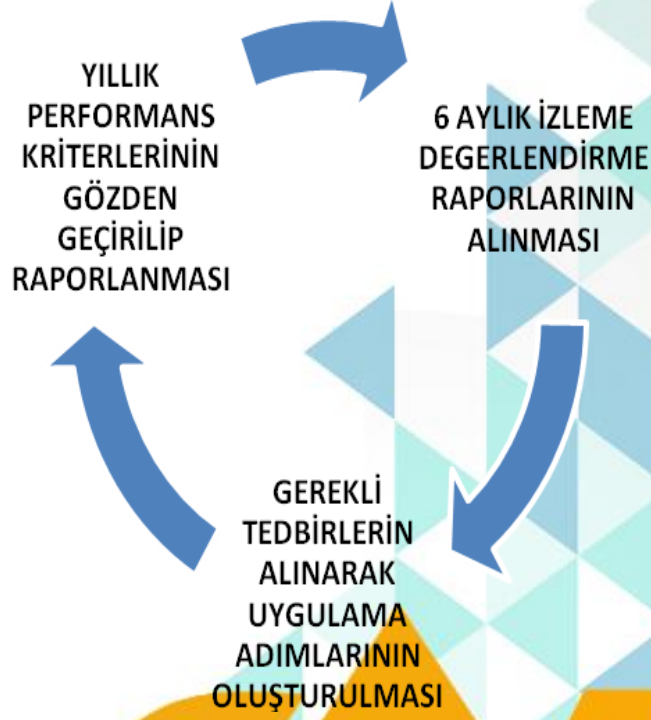 YILLIK
PERFORMANS
KRİTERLERİNİN
GÖZDEN
GEÇİRİLİP
RAPORLANMASI
6 AYLIK İZLEME
DEGERLENDİRME
RAPORLARININ
ALINMASI
GEREKLİ
TEDBİRLERİN
ALINARAK
UYGULAMA
ADIMLARININ
OLUŞTURULMASI